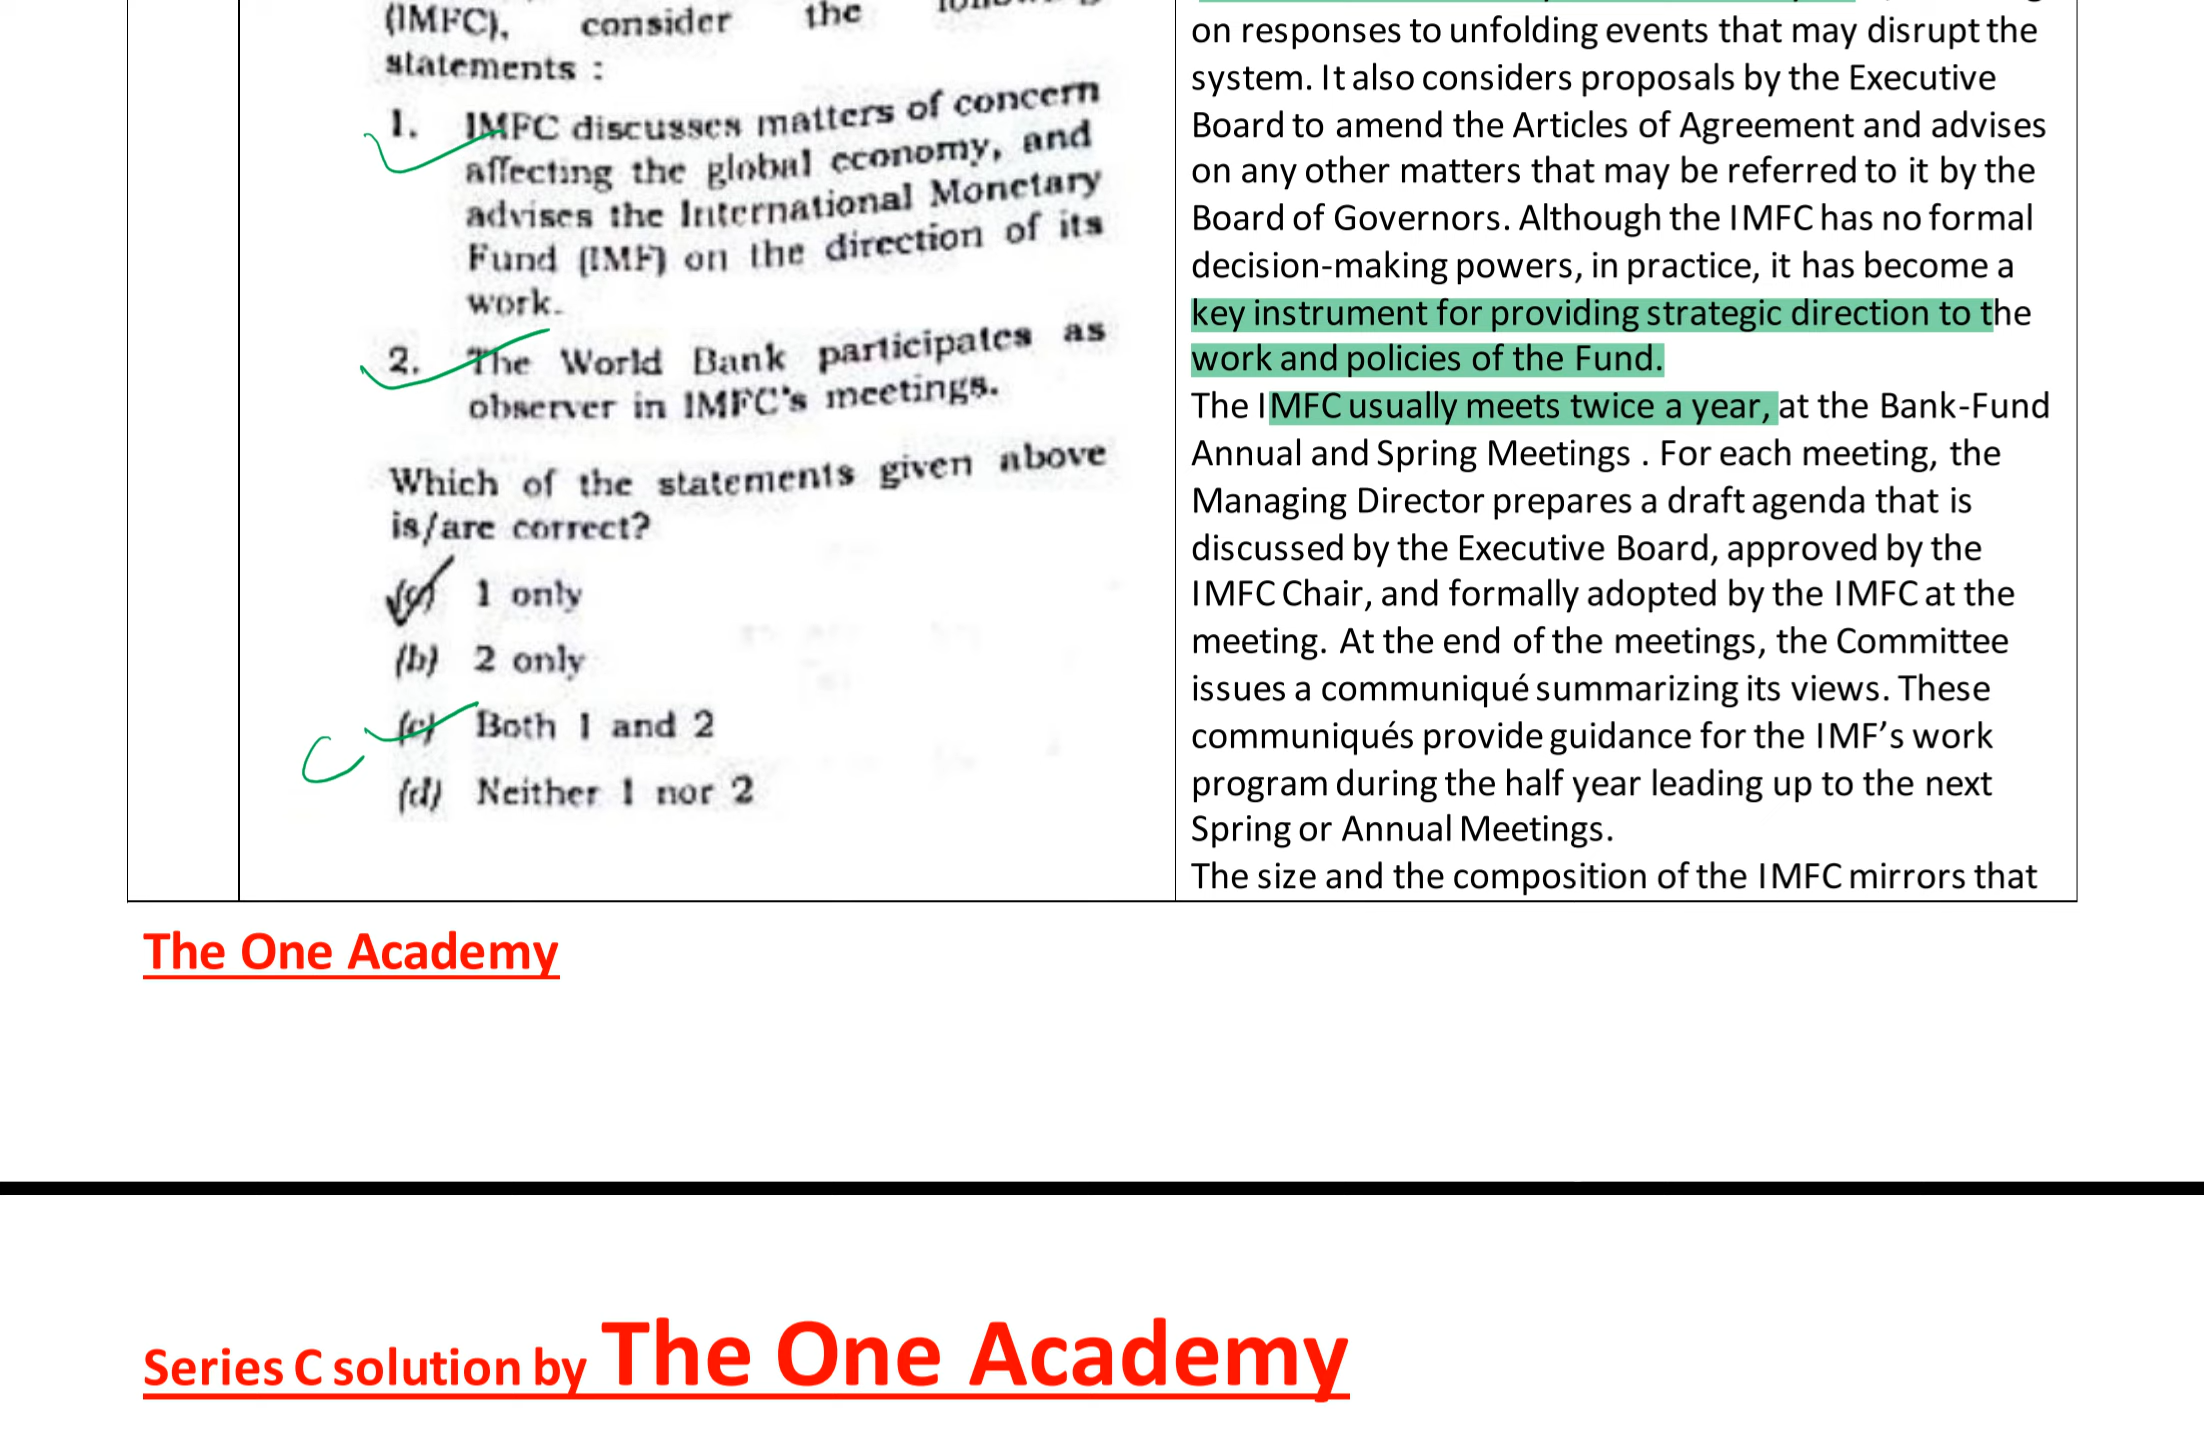 (IMFC), consider the
statements :
1. IMFC discusses matters of concern
affecting the global economy, and
advises the International Monetary
Fund (IMF) on the direction of its
work.
2. The World Bank participates as
observer in IMFC's meetings.
Which of the statements given above
is/are correct?
1 only
(b) 2 only
C (c) Both 1 and 2
(d) Neither 1 nor 2
on responses to unfolding events that may disrupt the
system. It also considers proposals by the Executive
Board to amend the Articles of Agreement and advises
on any other matters that may be referred to it by the
Board of Governors. Although the IMFC has no formal
decision-making powers, in practice, it has become a
key instrument for providing strategic direction to the
work and policies of the Fund.
The IMFC usually meets twice a year, at the Bank-Fund
Annual and Spring Meetings . For each meeting, the
Managing Director prepares a draft agenda that is
discussed by the Executive Board, approved by the
IMFC Chair, and formally adopted by the IMFC at the
meeting. At the end of the meetings, the Committee
issues a communiqué summarizing its views. These
communiqués provide guidance for the IMF’s work
program during the half year leading up to the next
Spring or Annual Meetings.
The size and the composition of the IMFC mirrors that
The One Academy
Series C solution by The One Academy